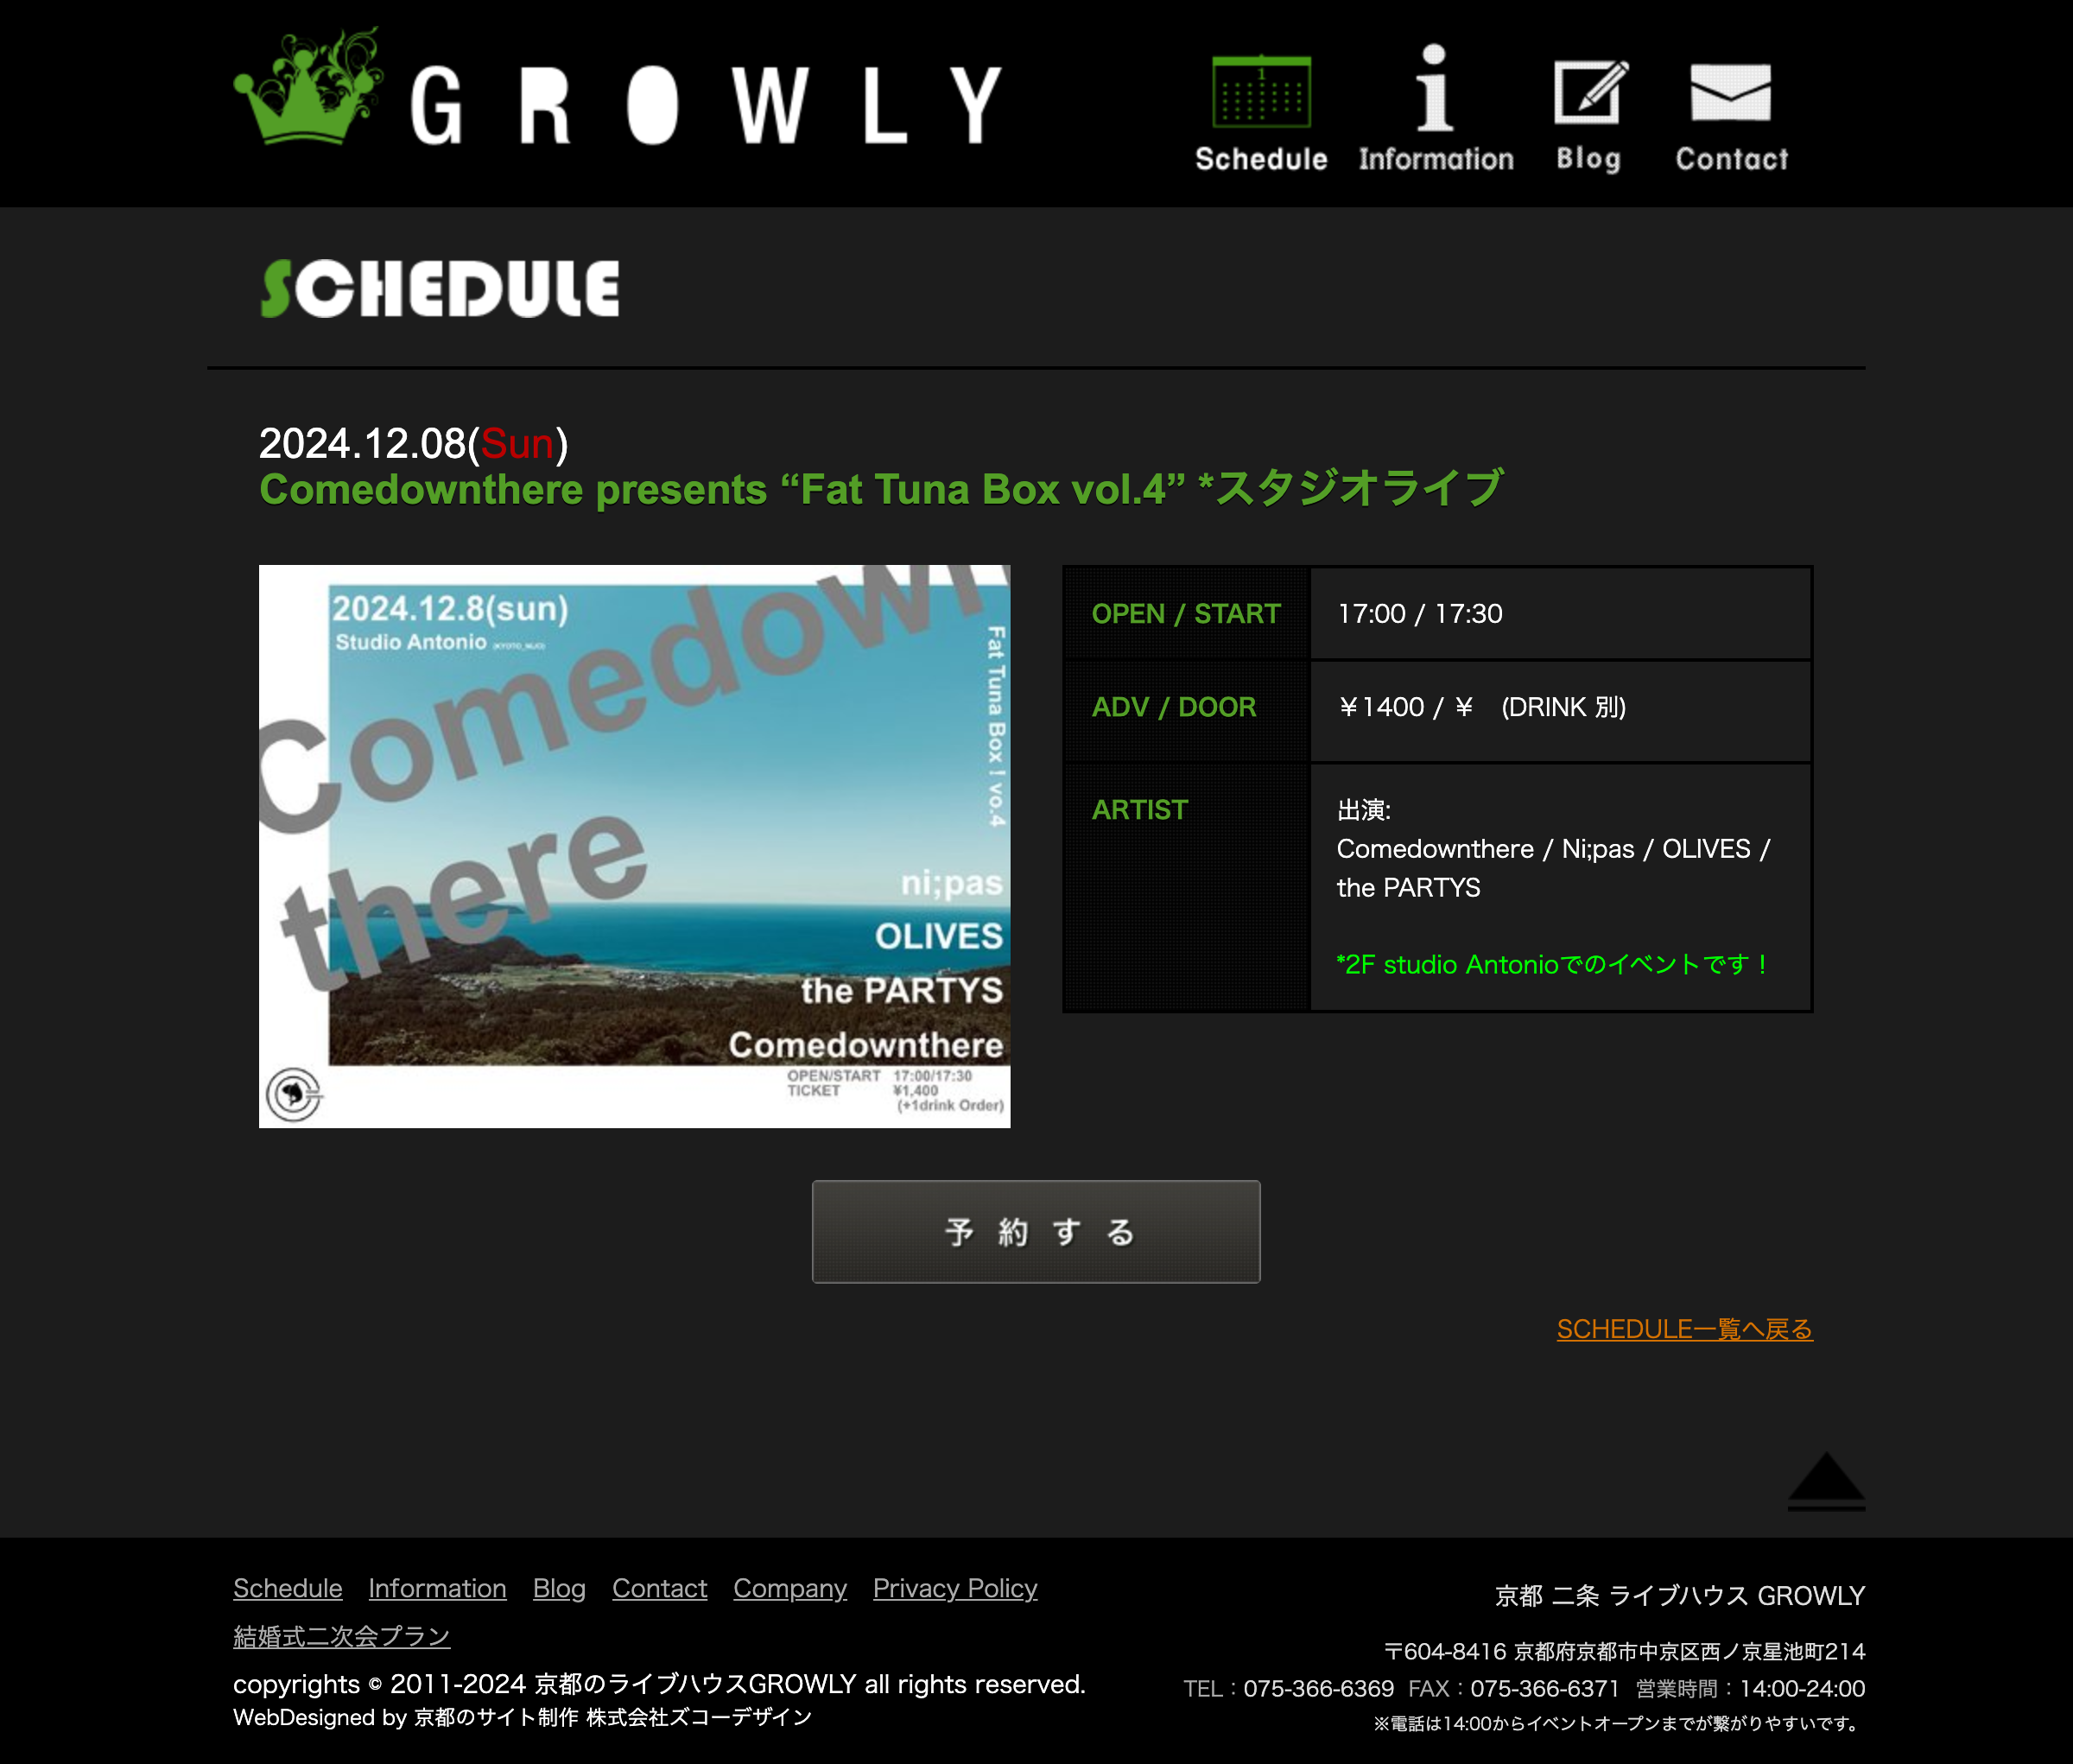 GROWLY
Schedule
Information
Blog
Contact
SCHEDULE
2024.12.08(Sun)
Comedownthere presents “Fat Tuna Box vol.4” *スタジオライブ
2024.12.8(sun)
Studio Antonio (KYOTO_NIJO)
Comedown
there
Fat Tuna Box ! vo.4
ni;pas
OLIVES
the PARTYS
Comedownthere
OPEN/START 17:00/17:30
TICKET ¥1,400
(+1drink Order)
OPEN / START
17:00 / 17:30
ADV / DOOR
￥1400 / ￥　(DRINK 別)
ARTIST
出演:
Comedownthere / Ni;pas / OLIVES /
the PARTYS
*2F studio Antonioでのイベントです！
予約する
SCHEDULE一覧へ戻る
Schedule Information Blog Contact Company Privacy Policy
結婚式二次会プラン
copyrights © 2011-2024 京都のライブハウスGROWLY all rights reserved.
WebDesigned by 京都のサイト制作 株式会社ズコーデザイン
京都 二条 ライブハウス GROWLY
〒604-8416 京都府京都市中京区西ノ京星池町214
TEL：075-366-6369 FAX：075-366-6371 営業時間：14:00-24:00
※電話は14:00からイベントオープンまでが繋がりやすいです。